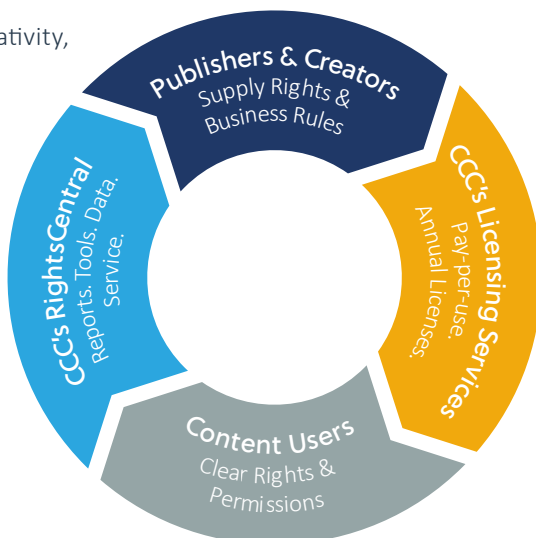 ativity,
Publishers & Creators
Supply Rights &
Business Rules
CCC's Licensing Services
Pay-per-use.
Annual Licenses.
Content Users
Clear Rights &
Permissions
CCC's RightsCentral
Reports. Tools. Data.
Service.